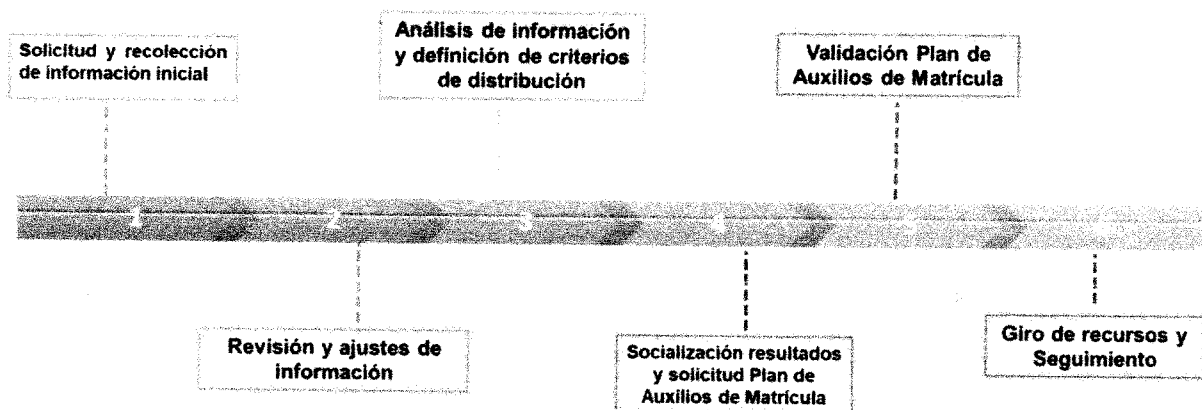 Solicitud y recolección
de información inicial
Análisis de información
y definición de criterios
de distribución
Validación Plan de
Auxilios de Matrícula
1
2
3
4
Revisión y ajustes de
información
Socialización resultados
y solicitud Plan de
Auxilios de Matrícula
Giro de recursos y
Seguimiento